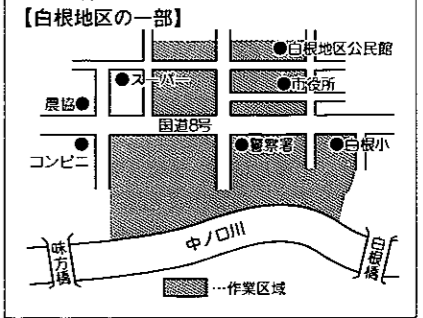 【白根地区の一部】
●白根地区公民館
●スーパー
●市役所
農協●
国道8号
●
コンビニ
●警察署
●白根小
中ノ口川
味方橋
白根橋
…作業区域